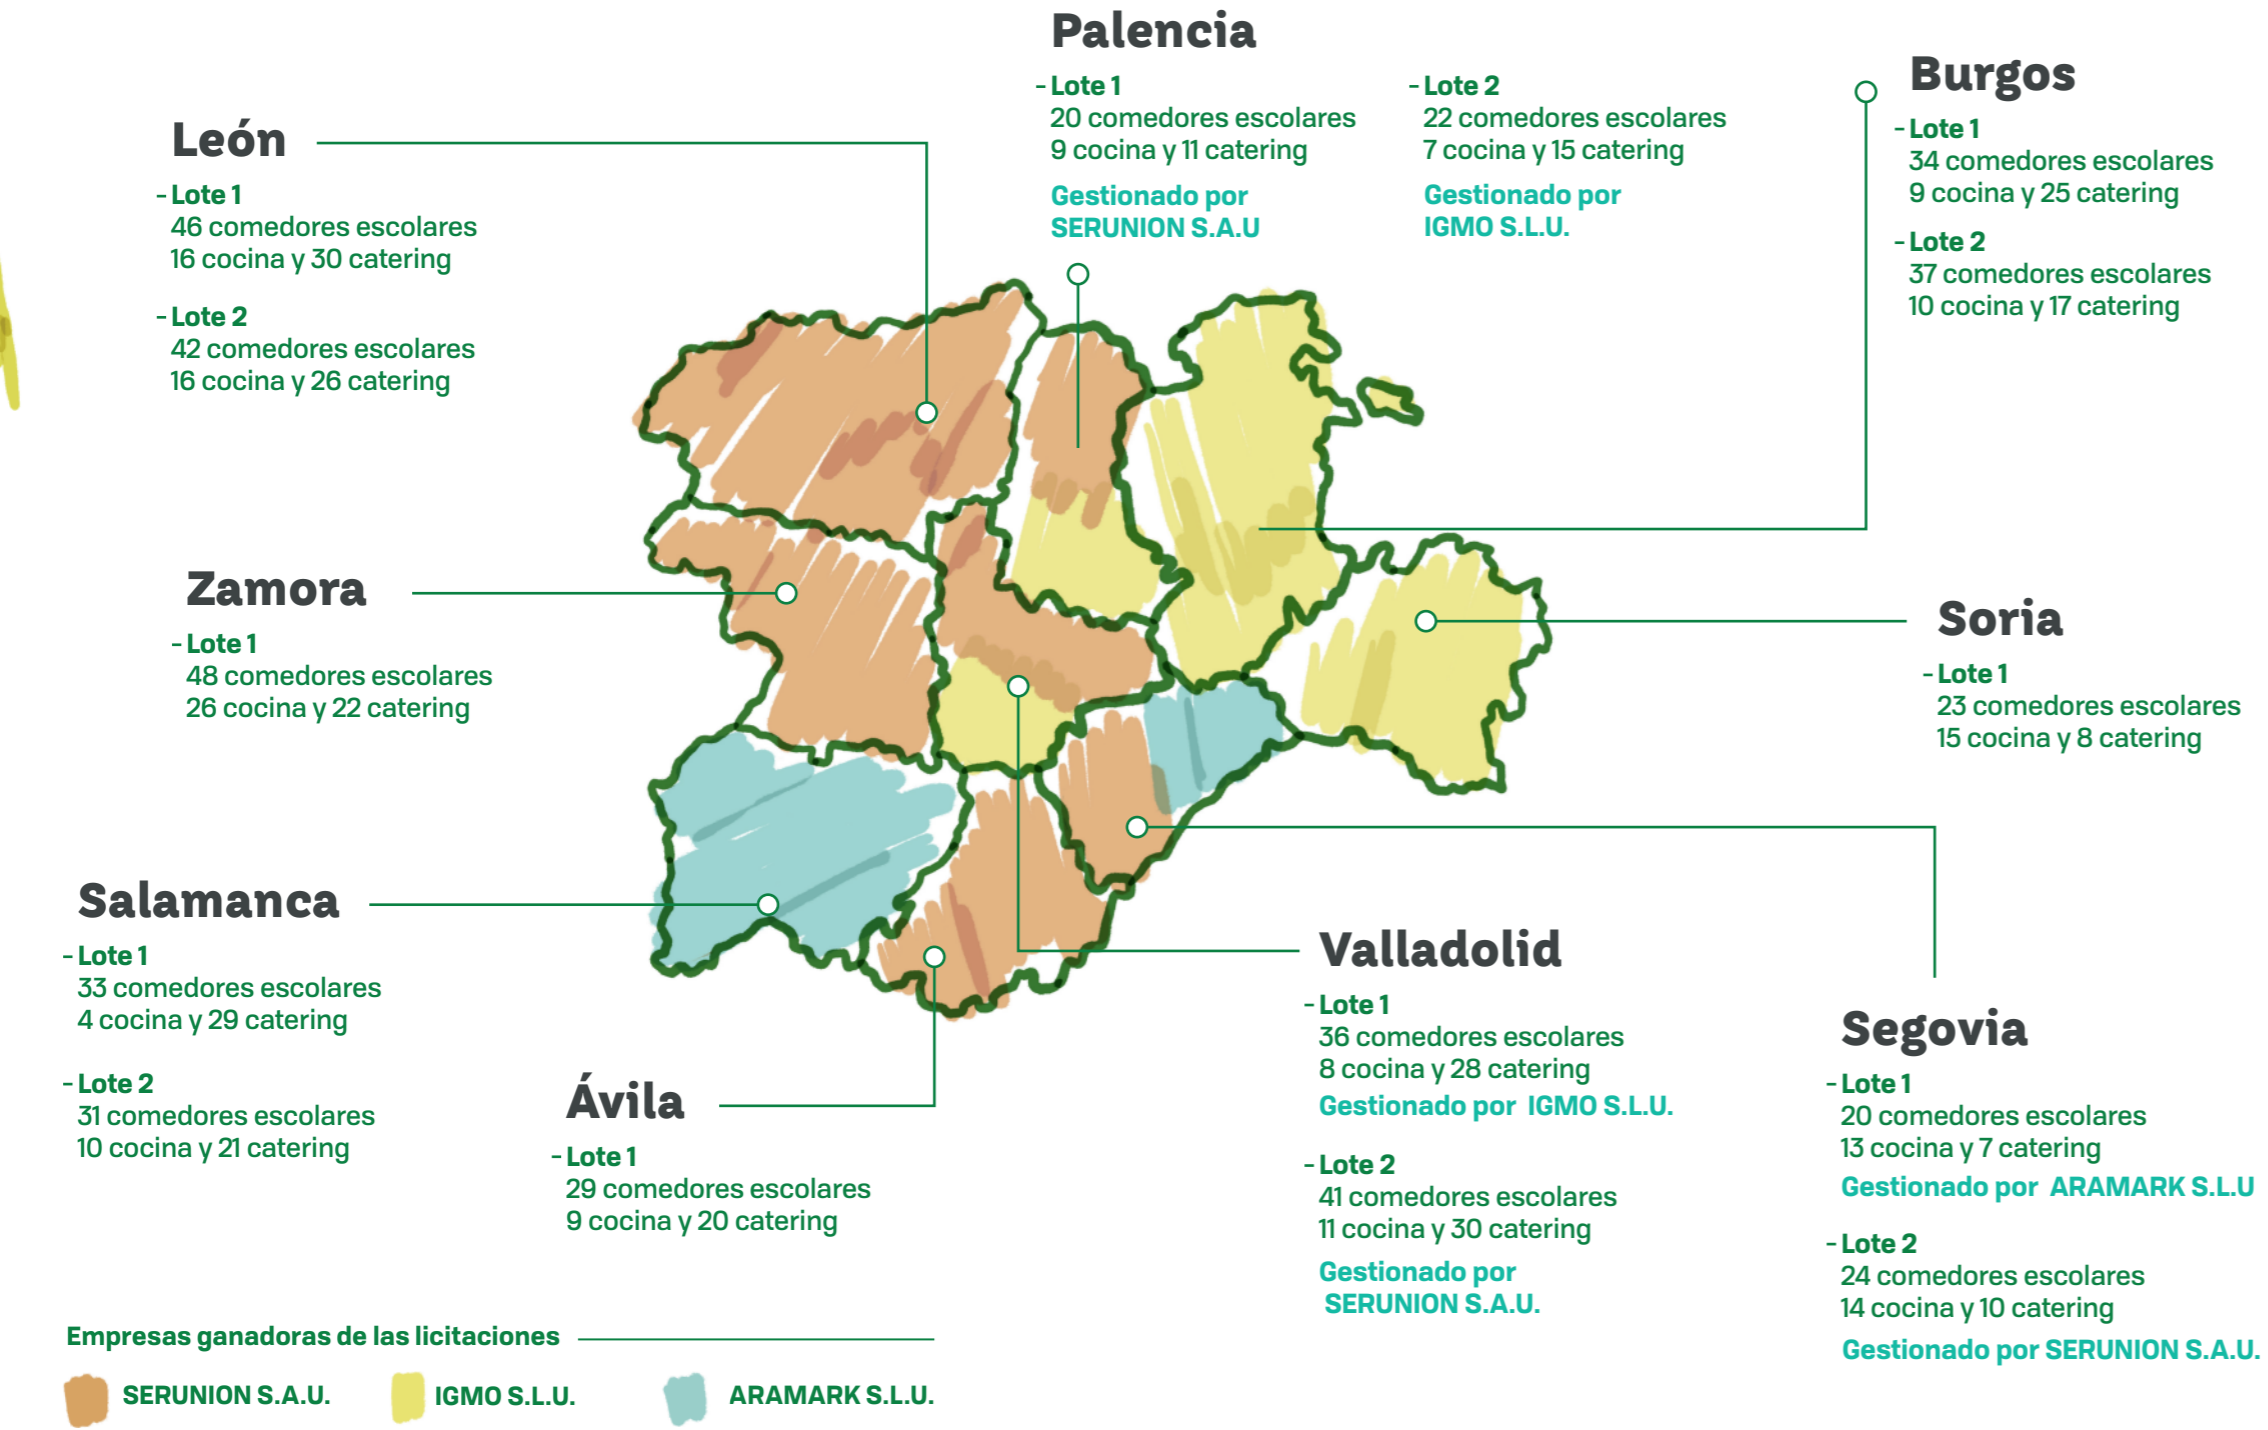 Palencia
- Lote 1
20 comedores escolares
9 cocina y 11 catering
Gestionado por
SERUNION S.A.U
- Lote 2
22 comedores escolares
7 cocina y 15 catering
Gestionado por
IGMO S.L.U.
Burgos
- Lote 1
34 comedores escolares
9 cocina y 25 catering
- Lote 2
37 comedores escolares
10 cocina y 17 catering
León
- Lote 1
46 comedores escolares
16 cocina y 30 catering
- Lote 2
42 comedores escolares
16 cocina y 26 catering
Zamora
- Lote 1
48 comedores escolares
26 cocina y 22 catering
Soria
- Lote 1
23 comedores escolares
15 cocina y 8 catering
Salamanca
- Lote 1
33 comedores escolares
4 cocina y 29 catering
- Lote 2
31 comedores escolares
10 cocina y 21 catering
Ávila
- Lote 1
29 comedores escolares
9 cocina y 20 catering
Valladolid
- Lote 1
36 comedores escolares
8 cocina y 28 catering
Gestionado por IGMO S.L.U.
- Lote 2
41 comedores escolares
11 cocina y 30 catering
Gestionado por
SERUNION S.A.U.
Segovia
- Lote 1
20 comedores escolares
13 cocina y 7 catering
Gestionado por ARAMARK S.L.U
- Lote 2
24 comedores escolares
14 cocina y 10 catering
Gestionado por SERUNION S.A.U.
Empresas ganadoras de las licitaciones
SERUNION S.A.U.
IGMO S.L.U.
ARAMARK S.L.U.